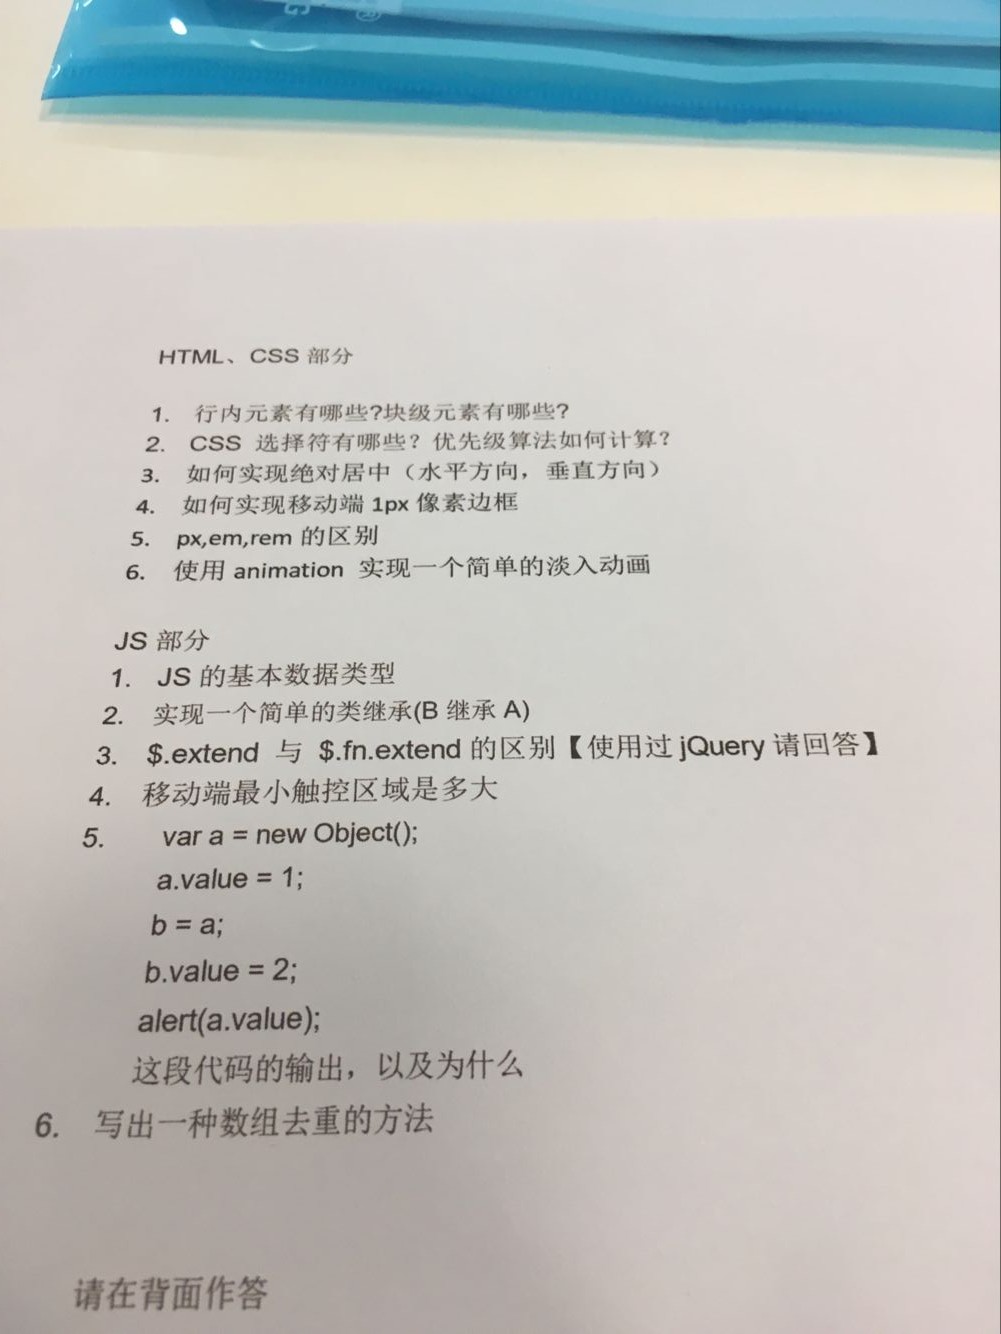 HTML、CSS 部分
1. 行内元素有哪些?块级元素有哪些?
2. CSS 选择符有哪些？优先级算法如何计算？
3. 如何实现绝对居中（水平方向，垂直方向）
4. 如何实现移动端 1px 像素边框
5. px,em,rem 的区别
6. 使用 animation 实现一个简单的淡入动画
JS 部分
1. JS 的基本数据类型
2. 实现一个简单的类继承(B 继承 A)
3. $.extend 与 $.fn.extend 的区别【使用过 jQuery 请回答】
4. 移动端最小触控区域是多大
5. var a = new Object();
a.value = 1;
b = a;
b.value = 2;
alert(a.value);
这段代码的输出，以及为什么
6. 写出一种数组去重的方法
请在背面作答